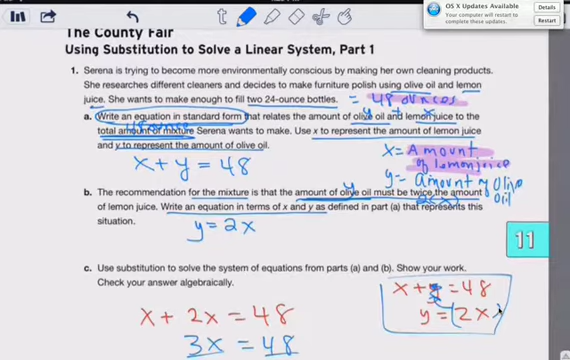 OS X Updates Available
Your computer will restart to complete these updates.
Details
Restart
The County Fair
Using Substitution to Solve a Linear System, Part 1
1. Serena is trying to become more environmentally conscious by making her own cleaning products.
She researches different cleaners and decides to make furniture polish using olive oil and lemon
juice. She wants to make enough to fill two 24-ounce bottles. = 48 ounces
a. Write an equation in standard form that relates the amount of olive oil and lemon juice to the
total amount of mixture Serena wants to make. Use x to represent the amount of lemon juice
and y to represent the amount of olive oil.
x = Amount of lemon juice
x + y = 48
y = amount of Olive oil
b. The recommendation for the mixture is that the amount of olive oil must be twice the amount
of lemon juice. Write an equation in terms of x and y as defined in part (a) that represents this
situation.
y = 2x
11
c. Use substitution to solve the system of equations from parts (a) and (b). Show your work.
Check your answer algebraically.
x + y = 48
y = (2x)
x + 2x = 48
3x = 48